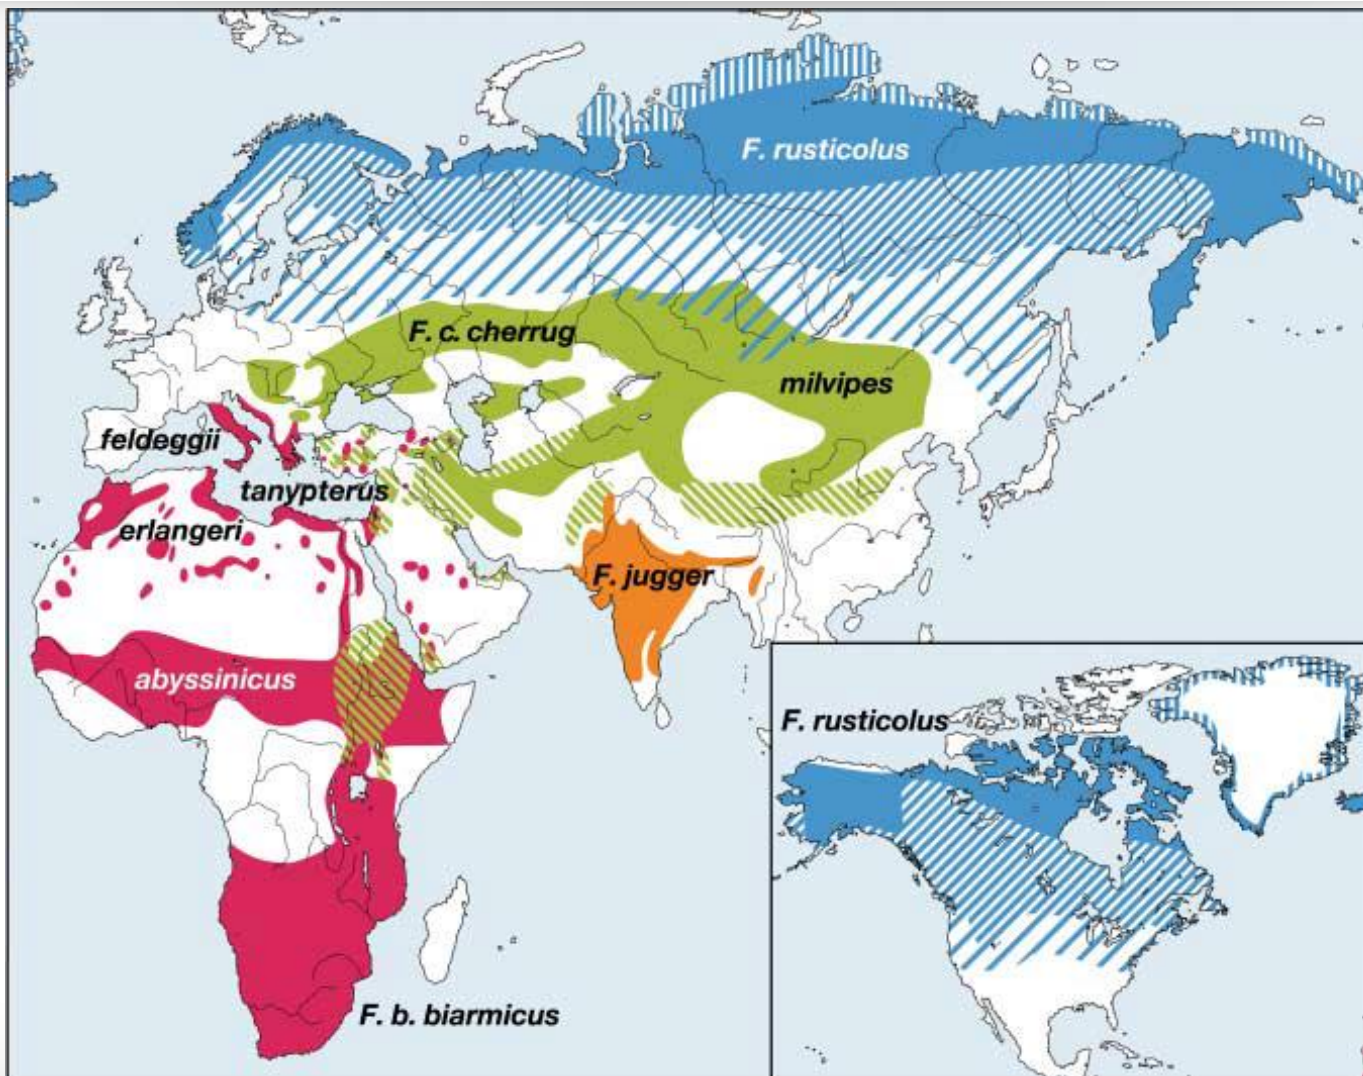 F. rusticolus
F. c. cherrug
milvipes
feldeggii
tanypterus
erlangeri
F. jugger
abyssinicus
F. rusticolus
F. b. biarmicus